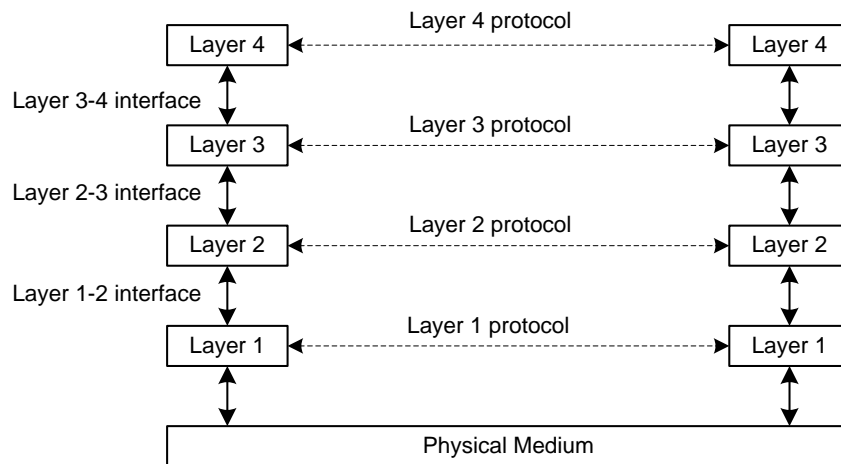 Layer 4 protocol
Layer 4
Layer 4
Layer 3-4 interface
Layer 3 protocol
Layer 3
Layer 3
Layer 2-3 interface
Layer 2 protocol
Layer 2
Layer 2
Layer 1-2 interface
Layer 1 protocol
Layer 1
Layer 1
Physical Medium